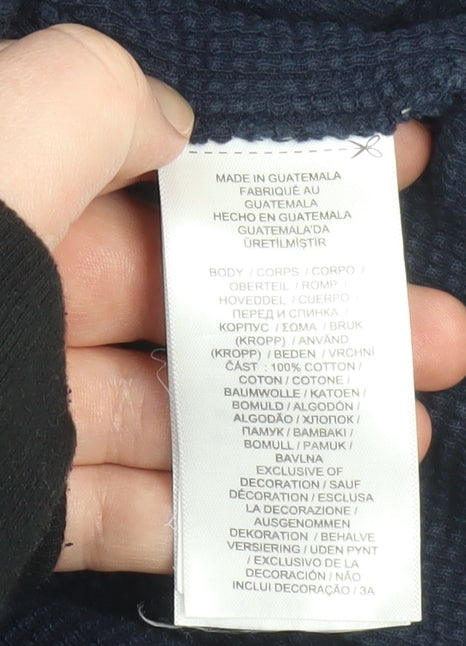 MADE IN GUATEMALA
FABRIQUÉ AU
GUATEMALA
HECHO EN GUATEMALA
GUATEMALA'DA
ÜRETİLMİŞTİR
BODY / CORPS / CORPO /
OBERTEIL / ROMP /
HOVEDDEL / CUERPO /
ПЕРЕД И СПИНКА /
КОРПУС / ΣΩΜΑ / BRUK
(KROPP) / ANVÄND
(KROPP) / BEDEN / VRCHNÍ
ČÁST : 100% COTTON /
COTON / COTONE /
BAUMWOLLE / KATOEN /
BOMULD / ALGODÓN /
ALGODÃO / ХЛОПОК /
ПАМУК / ΒΑΜΒΑΚΙ /
BOMULL / PAMUK /
BAVLNA
EXCLUSIVE OF
DECORATION / SAUF
DÉCORATION / ESCLUSA
LA DECORAZIONE /
AUSGENOMMEN
DEKORATION / BEHALVE
VERSIERING / UDEN PYNT
/ EXCLUSIVO DE LA
DECORACIÓN / NÃO
INCLUI DECORAÇÃO / ЗА